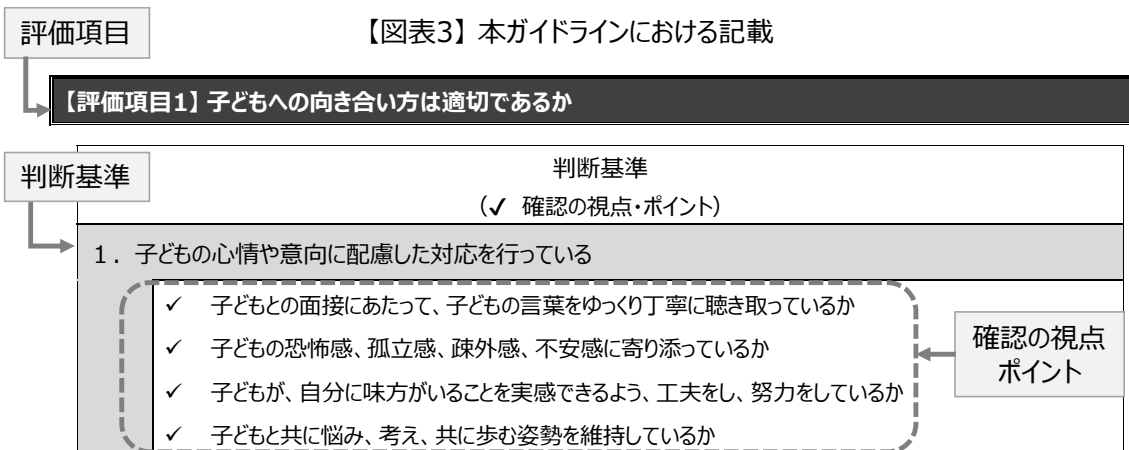 評価項目
【図表3】 本ガイドラインにおける記載
【評価項目1】 子どもへの向き合い方は適切であるか
判断基準
判断基準
（✓ 確認の視点・ポイント）
１．子どもの心情や意向に配慮した対応を行っている
✓ 子どもとの面接にあたって、子どもの言葉をゆっくり丁寧に聴き取っているか
✓ 子どもの恐怖感、孤立感、疎外感、不安感に寄り添っているか
✓ 子どもが、自分に味方がいることを実感できるよう、工夫をし、努力をしているか
✓ 子どもと共に悩み、考え、共に歩む姿勢を維持しているか
確認の視点
ポイント